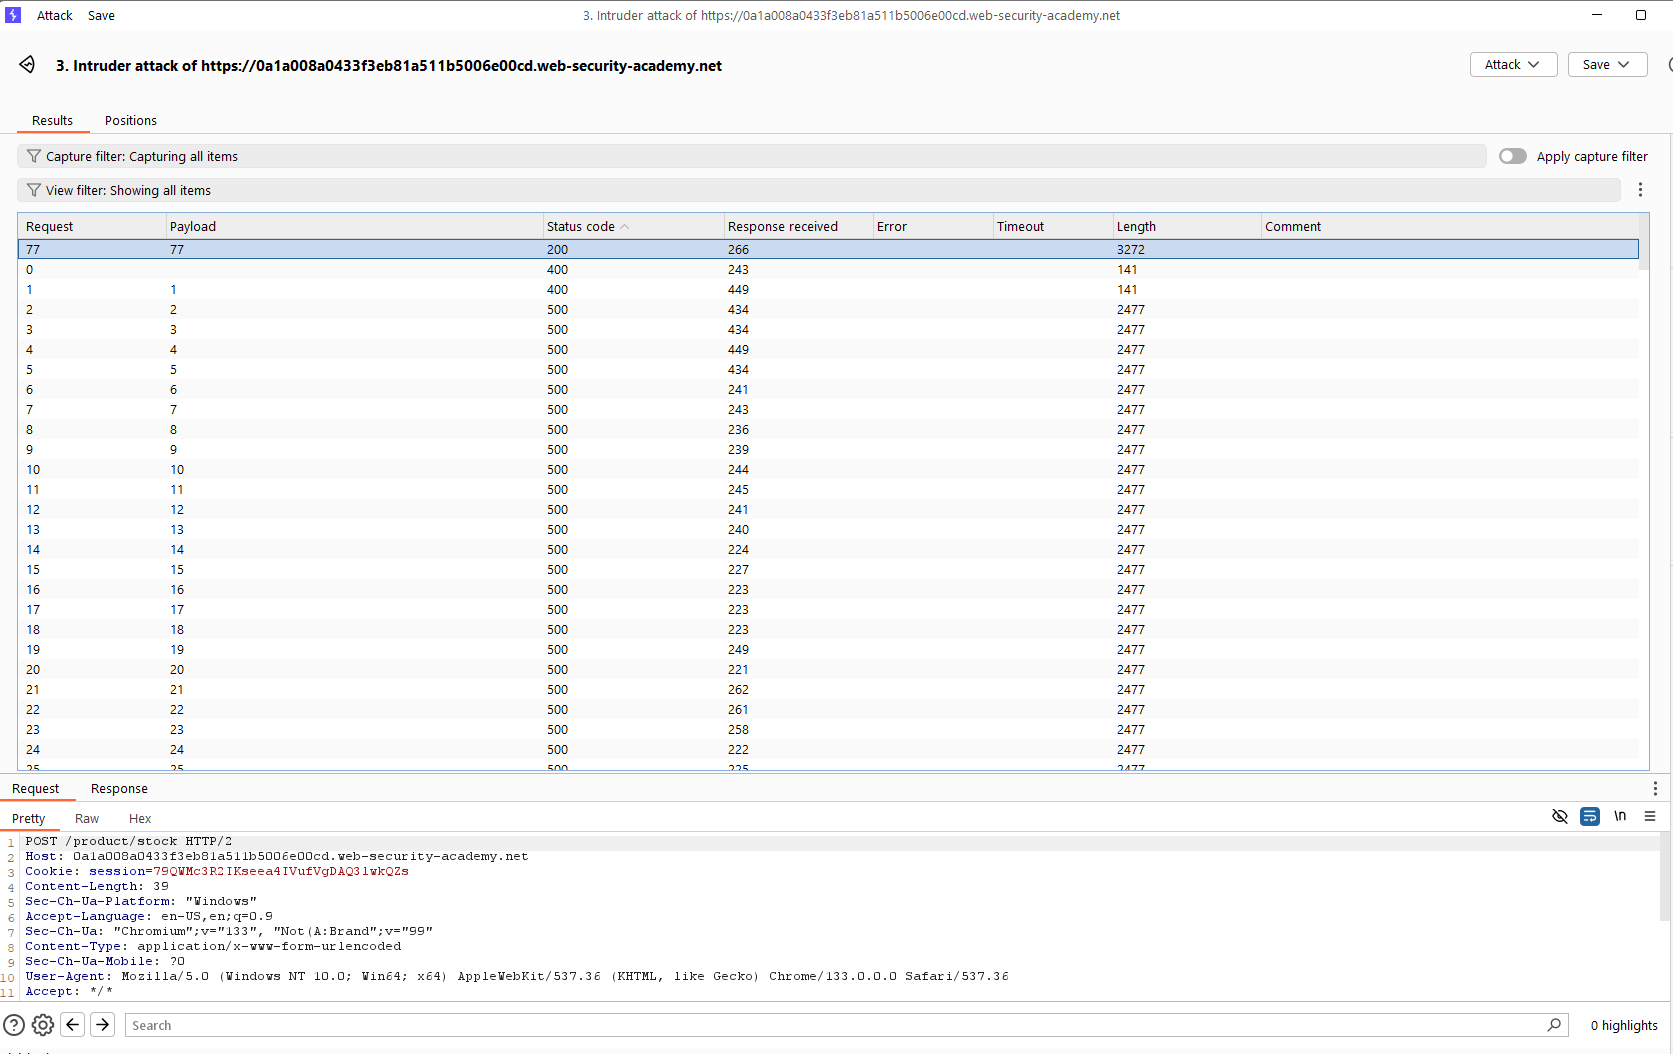 Attack Save 3. Intruder attack of https://0a1a008a0433f3eb81a511b5006e00cd.web-security-academy.net
3. Intruder attack of https://0a1a008a0433f3eb81a511b5006e00cd.web-security-academy.net Attack Save
Results Positions
Capture filter: Capturing all items Apply capture filter
View filter: Showing all items
Request Payload Status code Response received Error Timeout Length Comment
77 77 200 266 3272
0 400 243 141
1 1 400 449 141
2 2 500 434 2477
3 3 500 434 2477
4 4 500 449 2477
5 5 500 434 2477
6 6 500 241 2477
7 7 500 243 2477
8 8 500 236 2477
9 9 500 239 2477
10 10 500 244 2477
11 11 500 245 2477
12 12 500 241 2477
13 13 500 240 2477
14 14 500 224 2477
15 15 500 227 2477
16 16 500 223 2477
17 17 500 223 2477
18 18 500 223 2477
19 19 500 249 2477
20 20 500 221 2477
21 21 500 262 2477
22 22 500 261 2477
23 23 500 258 2477
24 24 500 222 2477
25 25 500 225 2477
Request Response
Pretty Raw Hex \n
1 POST /product/stock HTTP/2
2 Host: 0a1a008a0433f3eb81a511b5006e00cd.web-security-academy.net
3 Cookie: session=79QWMc3R2IKseea4IVufVgDAQ3lwkQZs
4 Content-Length: 39
5 Sec-Ch-Ua-Platform: "Windows"
6 Accept-Language: en-US,en;q=0.9
7 Sec-Ch-Ua: "Chromium";v="133", "Not(A:Brand";v="99"
8 Content-Type: application/x-www-form-urlencoded
9 Sec-Ch-Ua-Mobile: ?0
10 User-Agent: Mozilla/5.0 (Windows NT 10.0; Win64; x64) AppleWebKit/537.36 (KHTML, like Gecko) Chrome/133.0.0.0 Safari/537.36
11 Accept: */*
Search 0 highlights